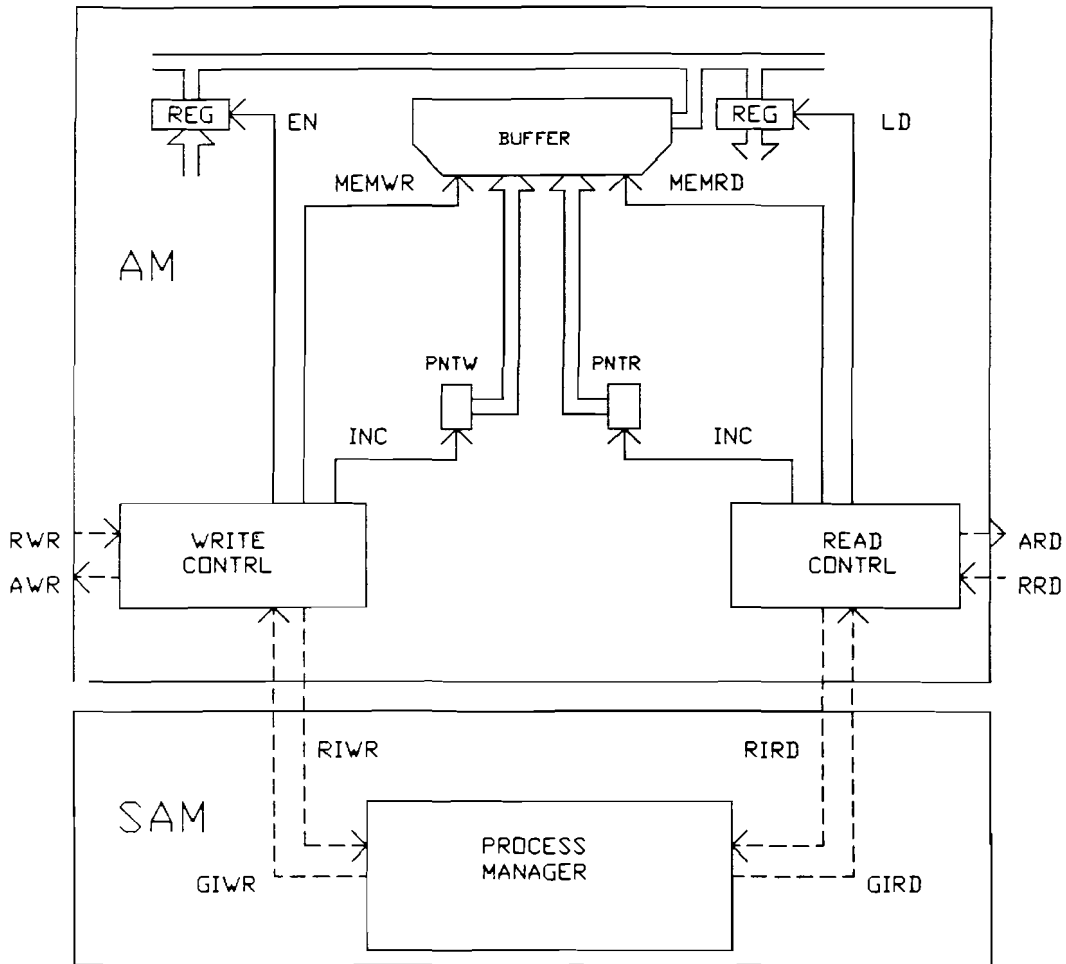 REG
EN
BUFFER
REG
LD
MEMWR
MEMRD
AM
PNTW
PNTR
INC
INC
RWR
AWR
WRITE
CONTRL
READ
CONTRL
ARD
RRD
RIWR
RIRD
SAM
PROCESS
MANAGER
GIWR
GIRD